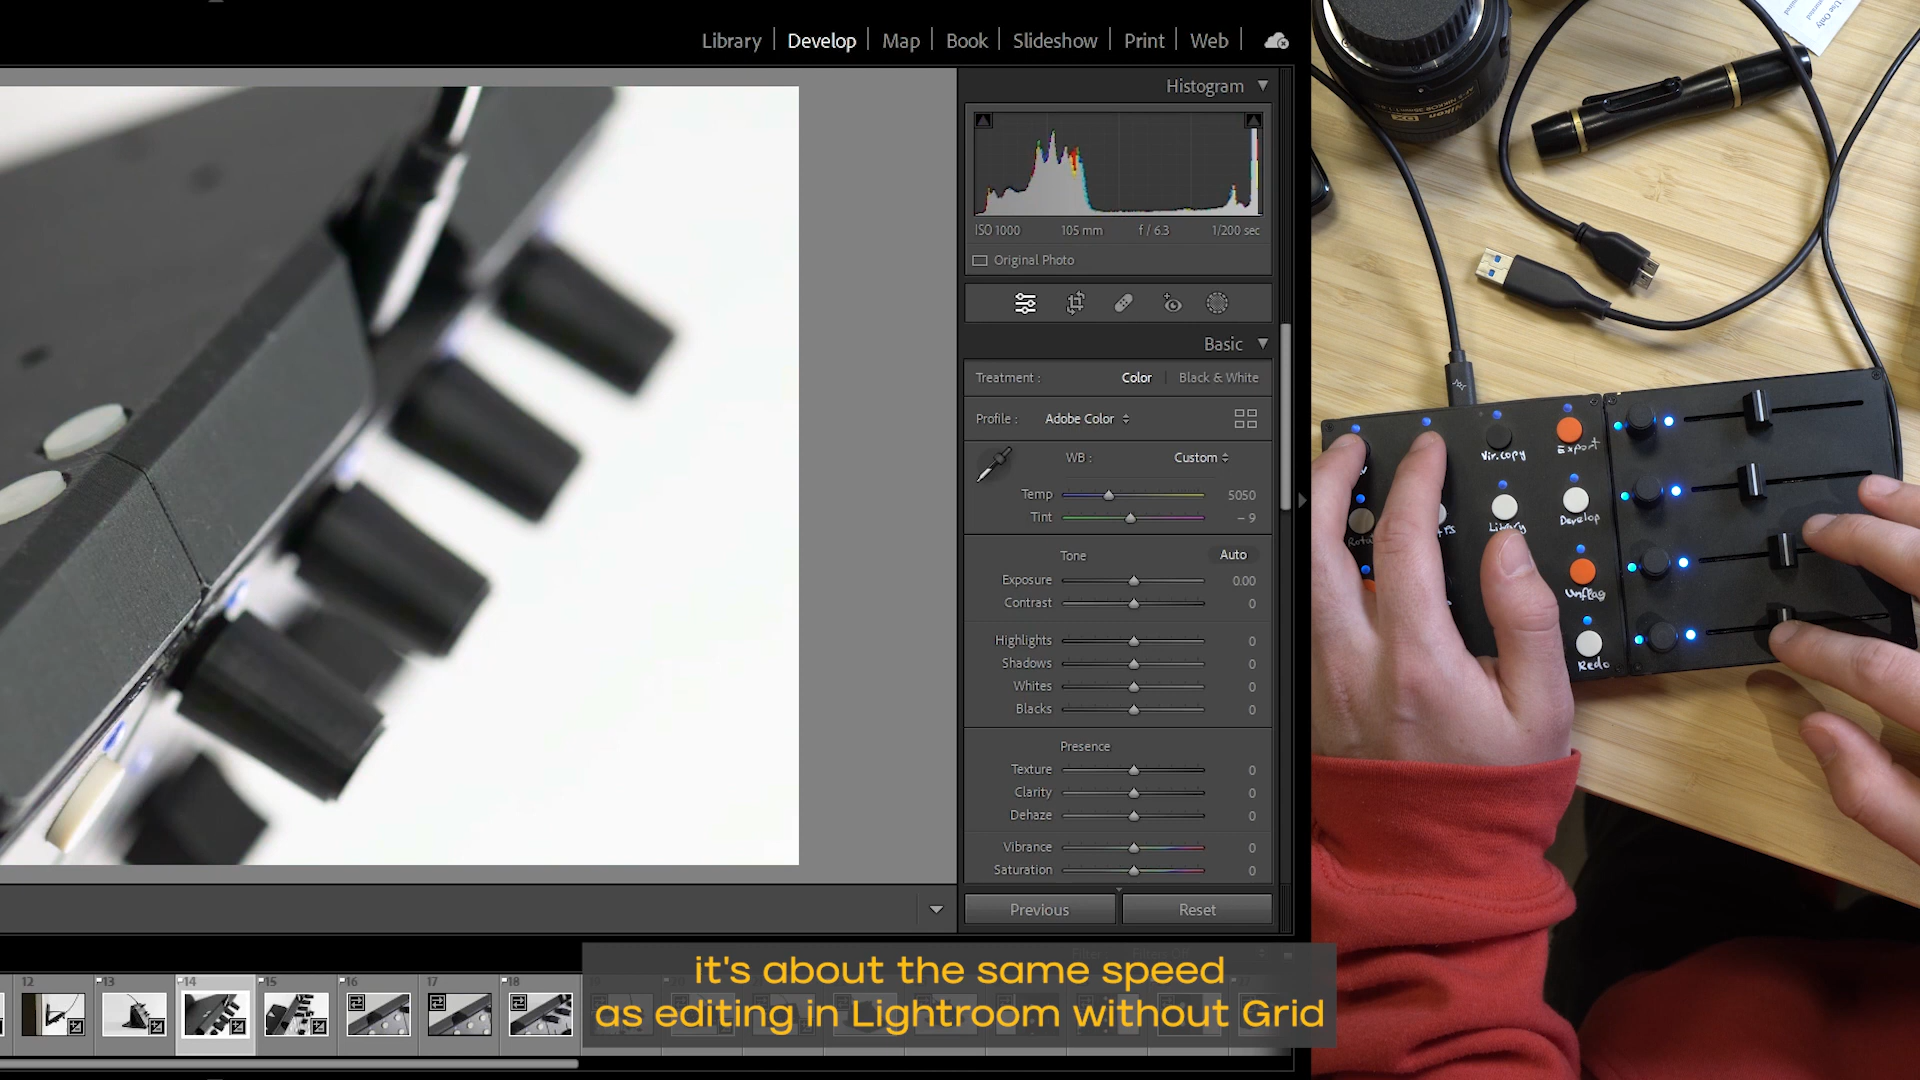 Library | Develop | Map | Book | Slideshow | Print | Web |
Histogram
ISO 1000 105 mm f / 6.3 1/200 sec
Original Photo
Basic
Treatment : Color | Black & White
Profile : Adobe Color
WB : Custom
Temp 5050
Tint – 9
Tone Auto
Exposure 0.00
Contrast 0
Highlights 0
Shadows 0
Whites 0
Blacks 0
Presence
Texture 0
Clarity 0
Dehaze 0
Vibrance 0
Saturation 0
Previous Reset
12 13 14 15 16 17 18
it's about the same speed
as editing in Lightroom without Grid
Use Only
Nikon
Vir.copy
Export
Library
Develop
Unflag
Redo